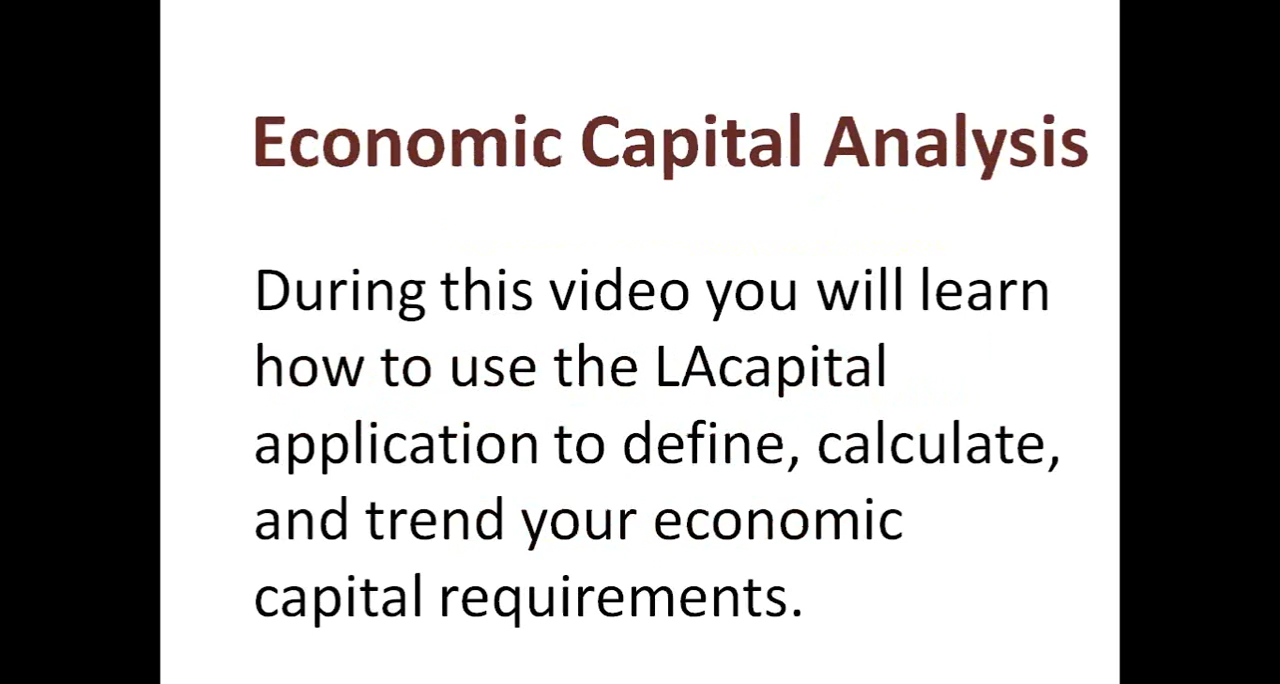 Economic Capital Analysis
During this video you will learn
how to use the LAcapital
application to define, calculate,
and trend your economic
capital requirements.